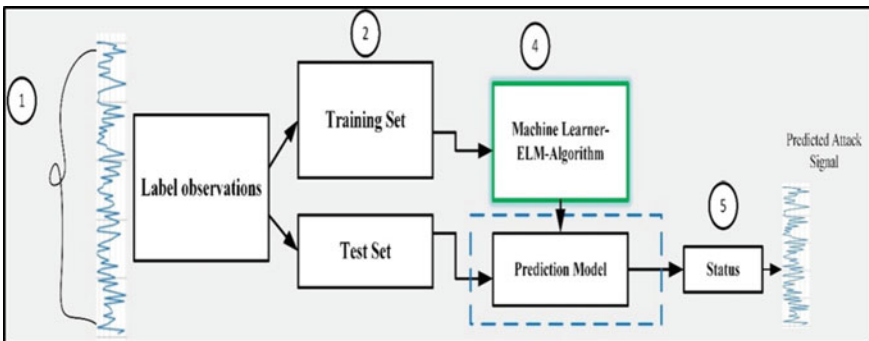 1
2
4
5
Label observations
Training Set
Test Set
Machine Learner-
ELM-Algorithm
Prediction Model
Status
Predicted Attack
Signal